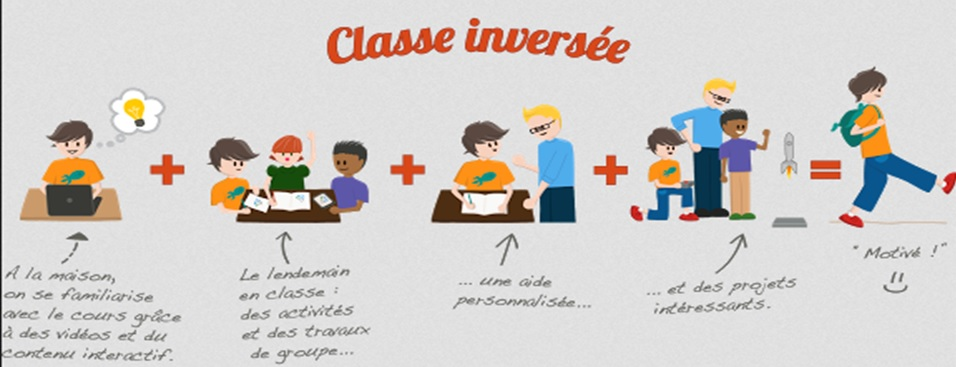 Classe inversée
À la maison,
on se familiarise
avec le cours grâce
à des vidéos et du
contenu interactif.
Le lendemain
en classe :
des activités
et des travaux
de groupe...
... une aide
personnalisée...
... et des projets
intéressants.
" Motivé ! "